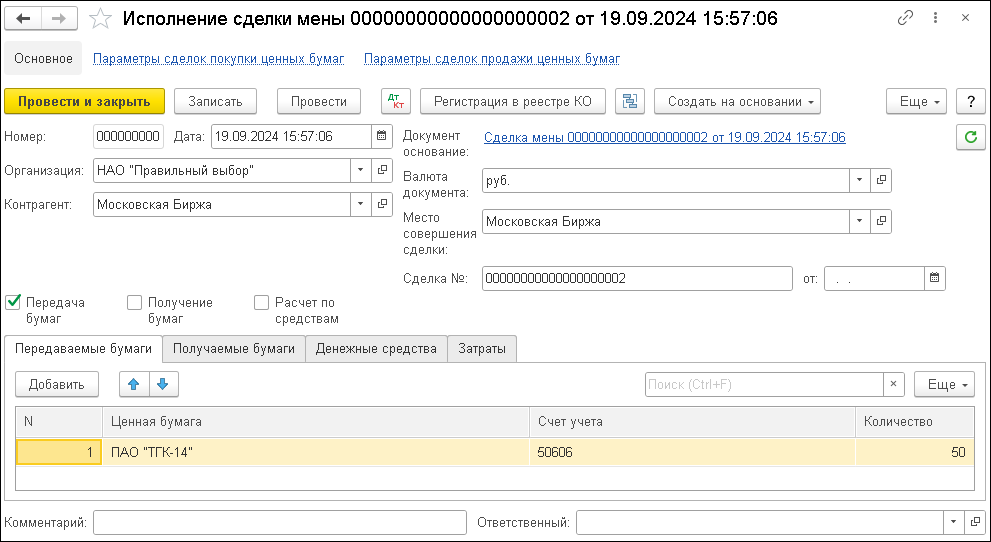 Исполнение сделки мены 00000000000000000002 от 19.09.2024 15:57:06
Основное Параметры сделок покупки ценных бумаг Параметры сделок продажи ценных бумаг
Провести и закрыть Записать Провести Дт Кт Регистрация в реестре КО Создать на основании Еще ?
Номер: 000000000 Дата: 19.09.2024 15:57:06
Документ основание: Сделка мены 00000000000000000002 от 19.09.2024 15:57:06
Организация: НАО "Правильный выбор"
Валюта документа: руб.
Контрагент: Московская Биржа
Место совершения сделки: Московская Биржа
Сделка №: 00000000000000000002 от: . .
Передача бумаг Получение бумаг Расчет по средствам
Передаваемые бумаги Получаемые бумаги Денежные средства Затраты
Добавить Поиск (Ctrl+F) × Еще
N Ценная бумага Счет учета Количество
1 ПАО "ТГК-14" 50606 50
Комментарий: Ответственный: